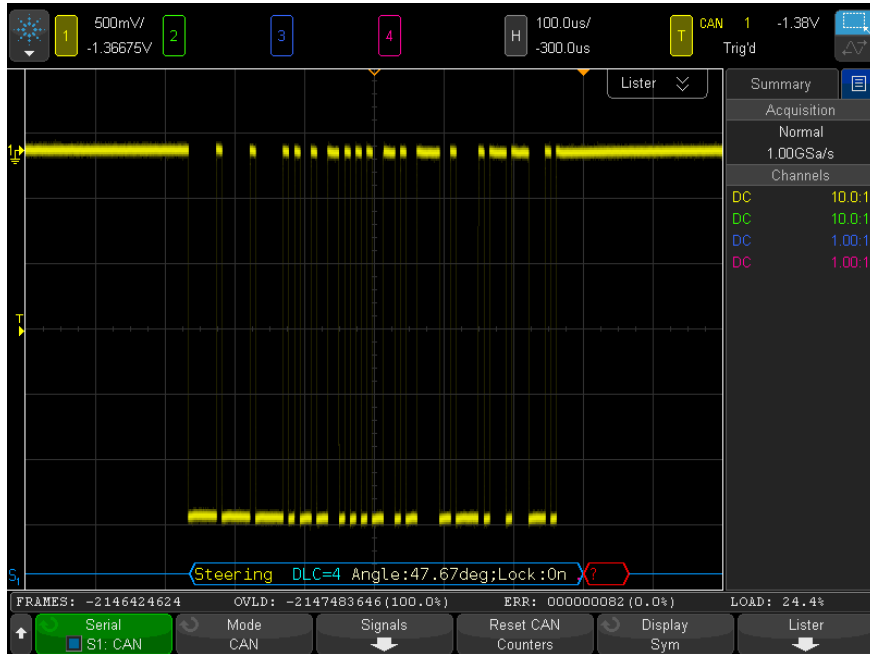 1 500mV/ 2 3 4 H 100.0us/ T CAN 1 -1.38V
-1.36675V -300.0us Trig'd
Lister
Summary
Acquisition
Normal
1.00GSa/s
Channels
DC 10.0:1
DC 10.0:1
DC 1.00:1
DC 1.00:1
1
T
S1 Steering DLC=4 Angle:47.67deg;Lock:On ?
FRAMES: -2146424624 OVLD: -2147483646(100.0%) ERR: 000000082(0.0%) LOAD: 24.4%
Serial Mode Signals Reset CAN Display Lister
S1: CAN CAN Counters Sym